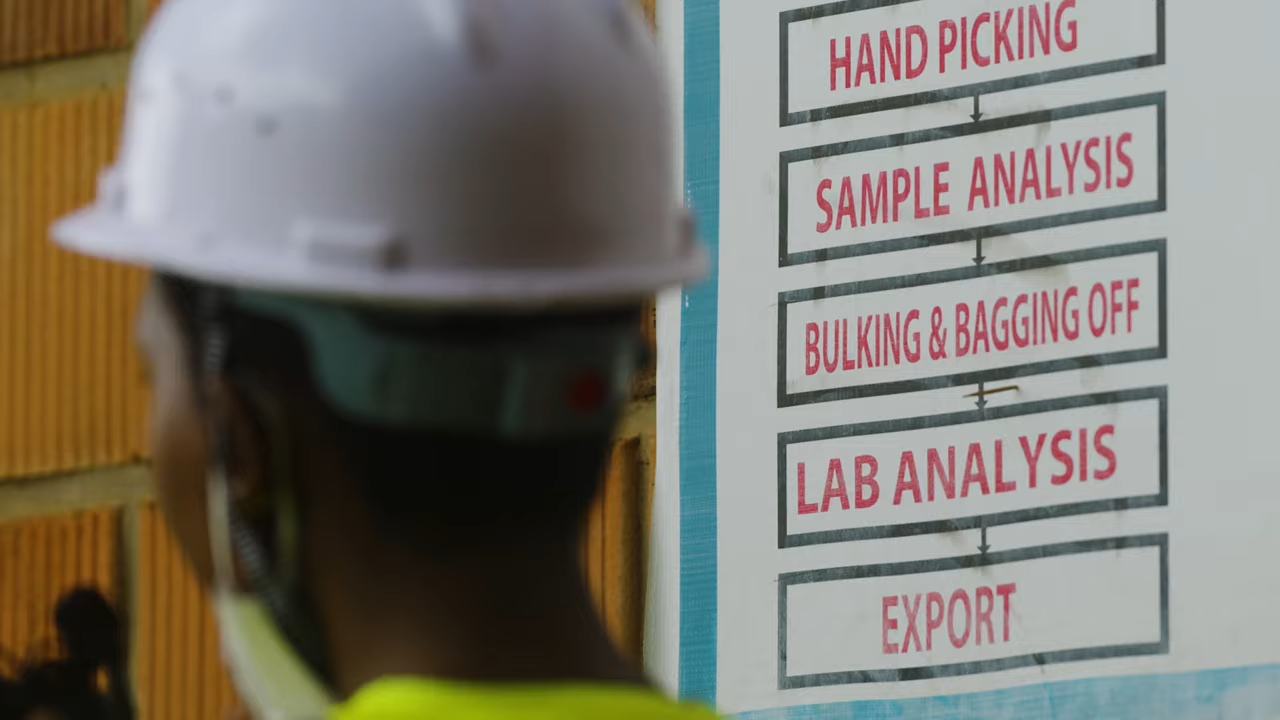 HAND PICKING
SAMPLE ANALYSIS
BULKING & BAGGING OFF
LAB ANALYSIS
EXPORT